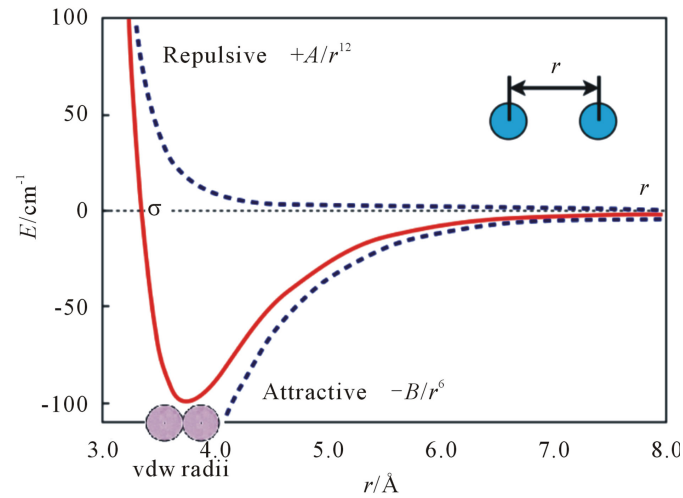 100
50
0
-50
-100
E/cm⁻¹
Repulsive +A/r¹²
r
r
σ
Attractive −B/r⁶
3.0 4.0 5.0 6.0 7.0 8.0
vdw radii
r/Å